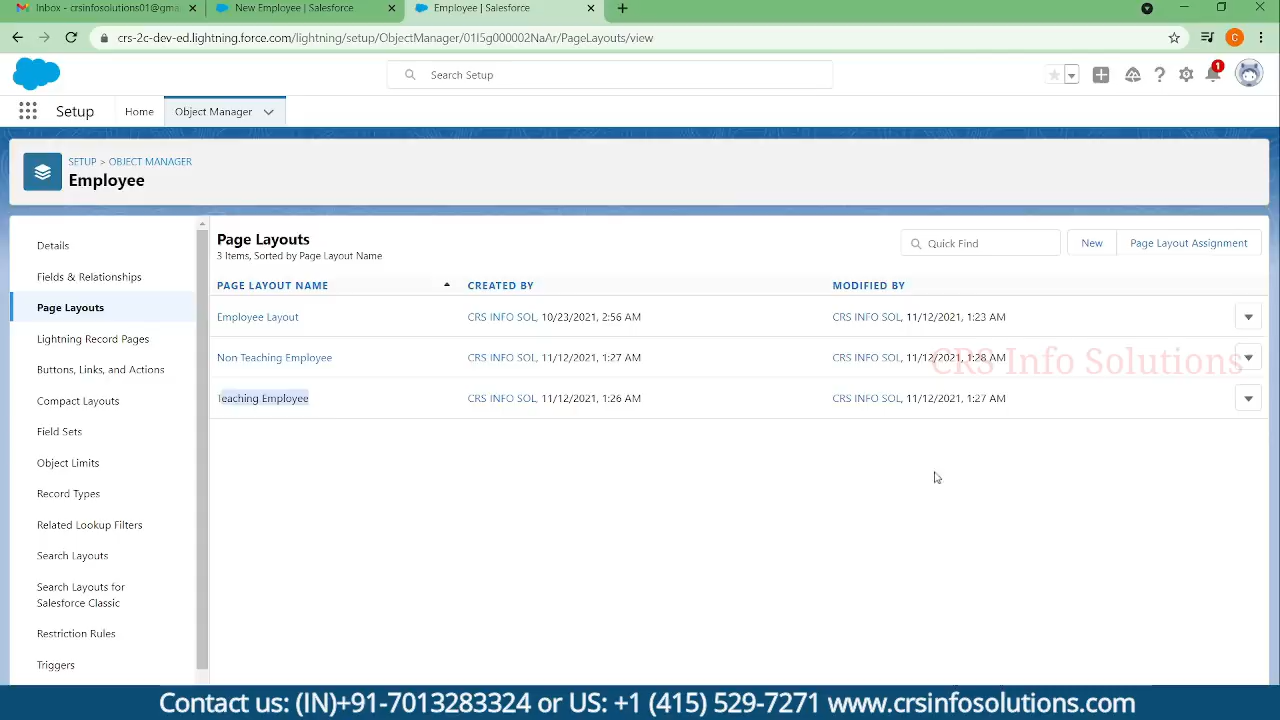 Inbox - crsinfosolutions01@gma
New Employee | Salesforce
Employee | Salesforce
crs-2c-dev-ed.lightning.force.com/lightning/setup/ObjectManager/01I5g000002NaAr/PageLayouts/view
C
Search Setup
1
Setup
Home
Object Manager
SETUP > OBJECT MANAGER
Employee
Details
Fields & Relationships
Page Layouts
Lightning Record Pages
Buttons, Links, and Actions
Compact Layouts
Field Sets
Object Limits
Record Types
Related Lookup Filters
Search Layouts
Search Layouts for
Salesforce Classic
Restriction Rules
Triggers
Page Layouts
3 Items, Sorted by Page Layout Name
Quick Find
New
Page Layout Assignment
PAGE LAYOUT NAME CREATED BY MODIFIED BY
Employee Layout CRS INFO SOL, 10/23/2021, 2:56 AM CRS INFO SOL, 11/12/2021, 1:23 AM
Non Teaching Employee CRS INFO SOL, 11/12/2021, 1:27 AM CRS INFO SOL, 11/12/2021, 1:28 AM
CRS Info Solutions
Teaching Employee CRS INFO SOL, 11/12/2021, 1:26 AM CRS INFO SOL, 11/12/2021, 1:27 AM
Contact us: (IN)+91-7013283324 or US: +1 (415) 529-7271 www.crsinfosolutions.com